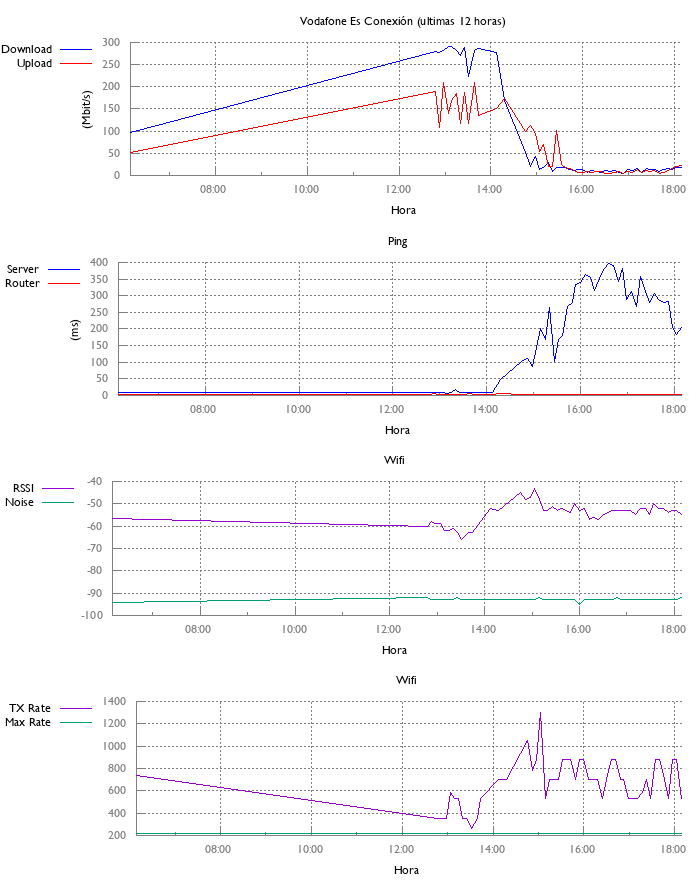 Vodafone Es Conexión (ultimas 12 horas)
Download
Upload
(Mbit/s)
300
250
200
150
100
50
0
08:00 10:00 12:00 14:00 16:00 18:00
Hora
Ping
Server
Router
(ms)
400
350
300
250
200
150
100
50
0
08:00 10:00 12:00 14:00 16:00 18:00
Hora
Wifi
RSSI
Noise
-40
-50
-60
-70
-80
-90
-100
08:00 10:00 12:00 14:00 16:00 18:00
Hora
Wifi
TX Rate
Max Rate
1400
1200
1000
800
600
400
200
08:00 10:00 12:00 14:00 16:00 18:00
Hora